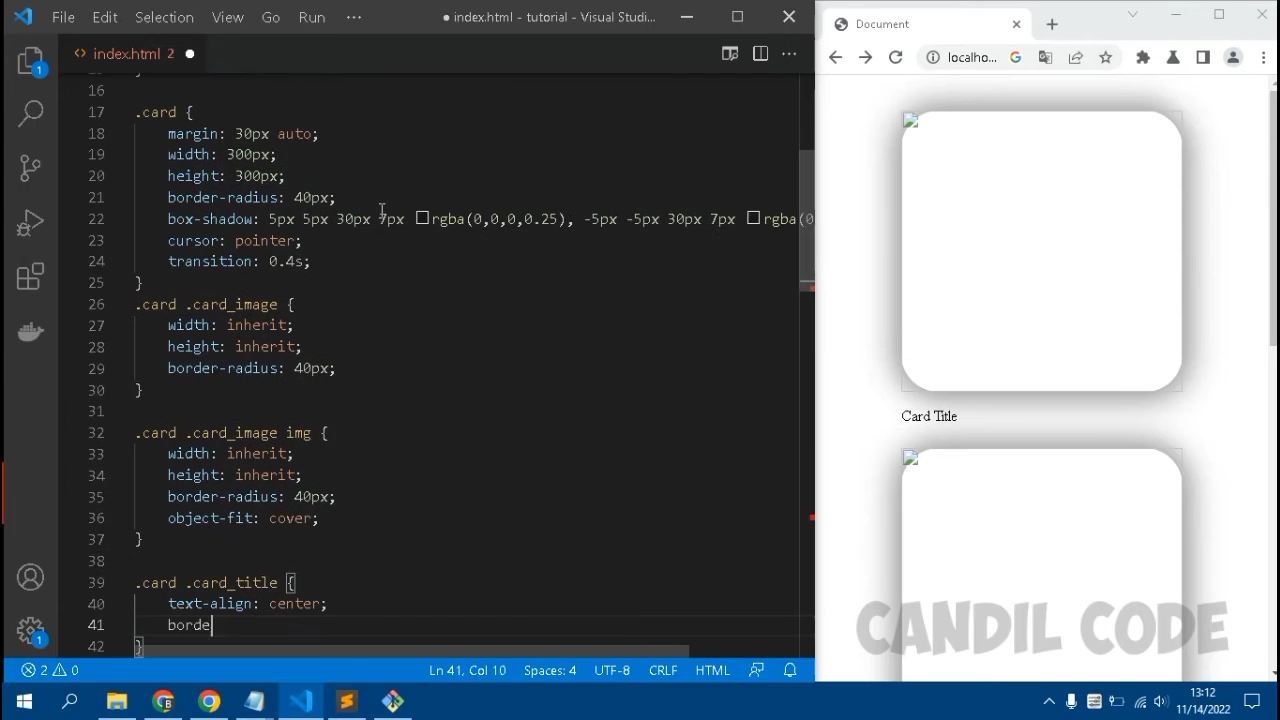 File Edit Selection View Go Run ··· ● index.html - tutorial - Visual Studi...
index.html 2 ●
16
17 .card {
18 margin: 30px auto;
19 width: 300px;
20 height: 300px;
21 border-radius: 40px;
22 box-shadow: 5px 5px 30px 7px rgba(0,0,0,0.25), -5px -5px 30px 7px rgba(0
23 cursor: pointer;
24 transition: 0.4s;
25 }
26 .card .card_image {
27 width: inherit;
28 height: inherit;
29 border-radius: 40px;
30 }
31
32 .card .card_image img {
33 width: inherit;
34 height: inherit;
35 border-radius: 40px;
36 object-fit: cover;
37 }
38
39 .card .card_title {
40 text-align: center;
41 borde
42 }
1
1
2 0 Ln 41, Col 10 Spaces: 4 UTF-8 CRLF HTML
Document
localho...
Card Title
CANDIL CODE
13:12
11/14/2022